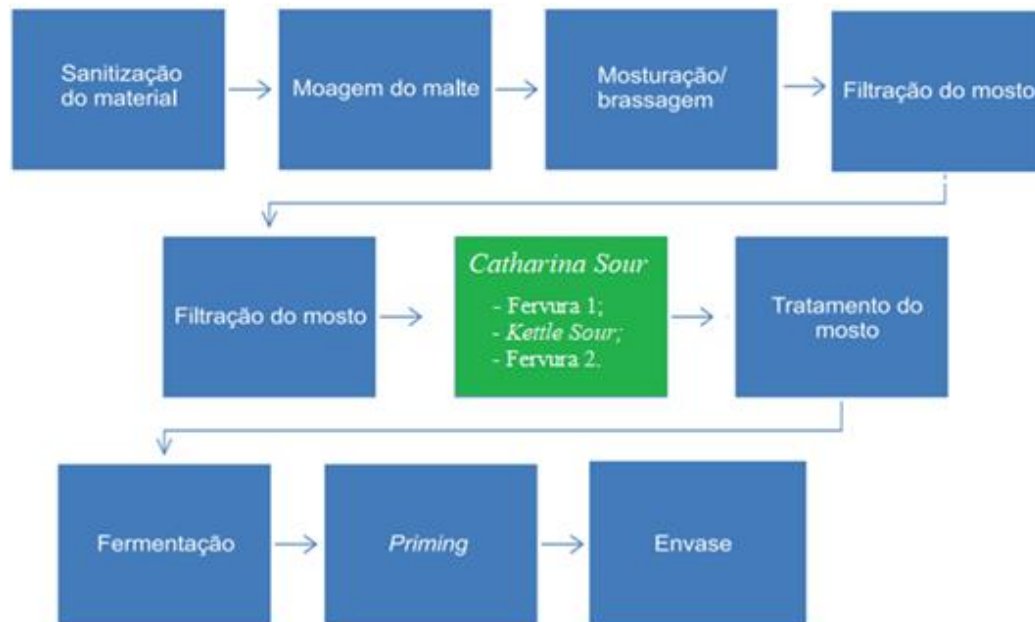 Sanitização
do material
Moagem do malte
Mosturação/
brassagem
Filtração do mosto
Filtração do mosto
Catharina Sour
- Fervura 1;
- Kettle Sour;
- Fervura 2.
Tratamento do
mosto
Fermentação
Priming
Envase